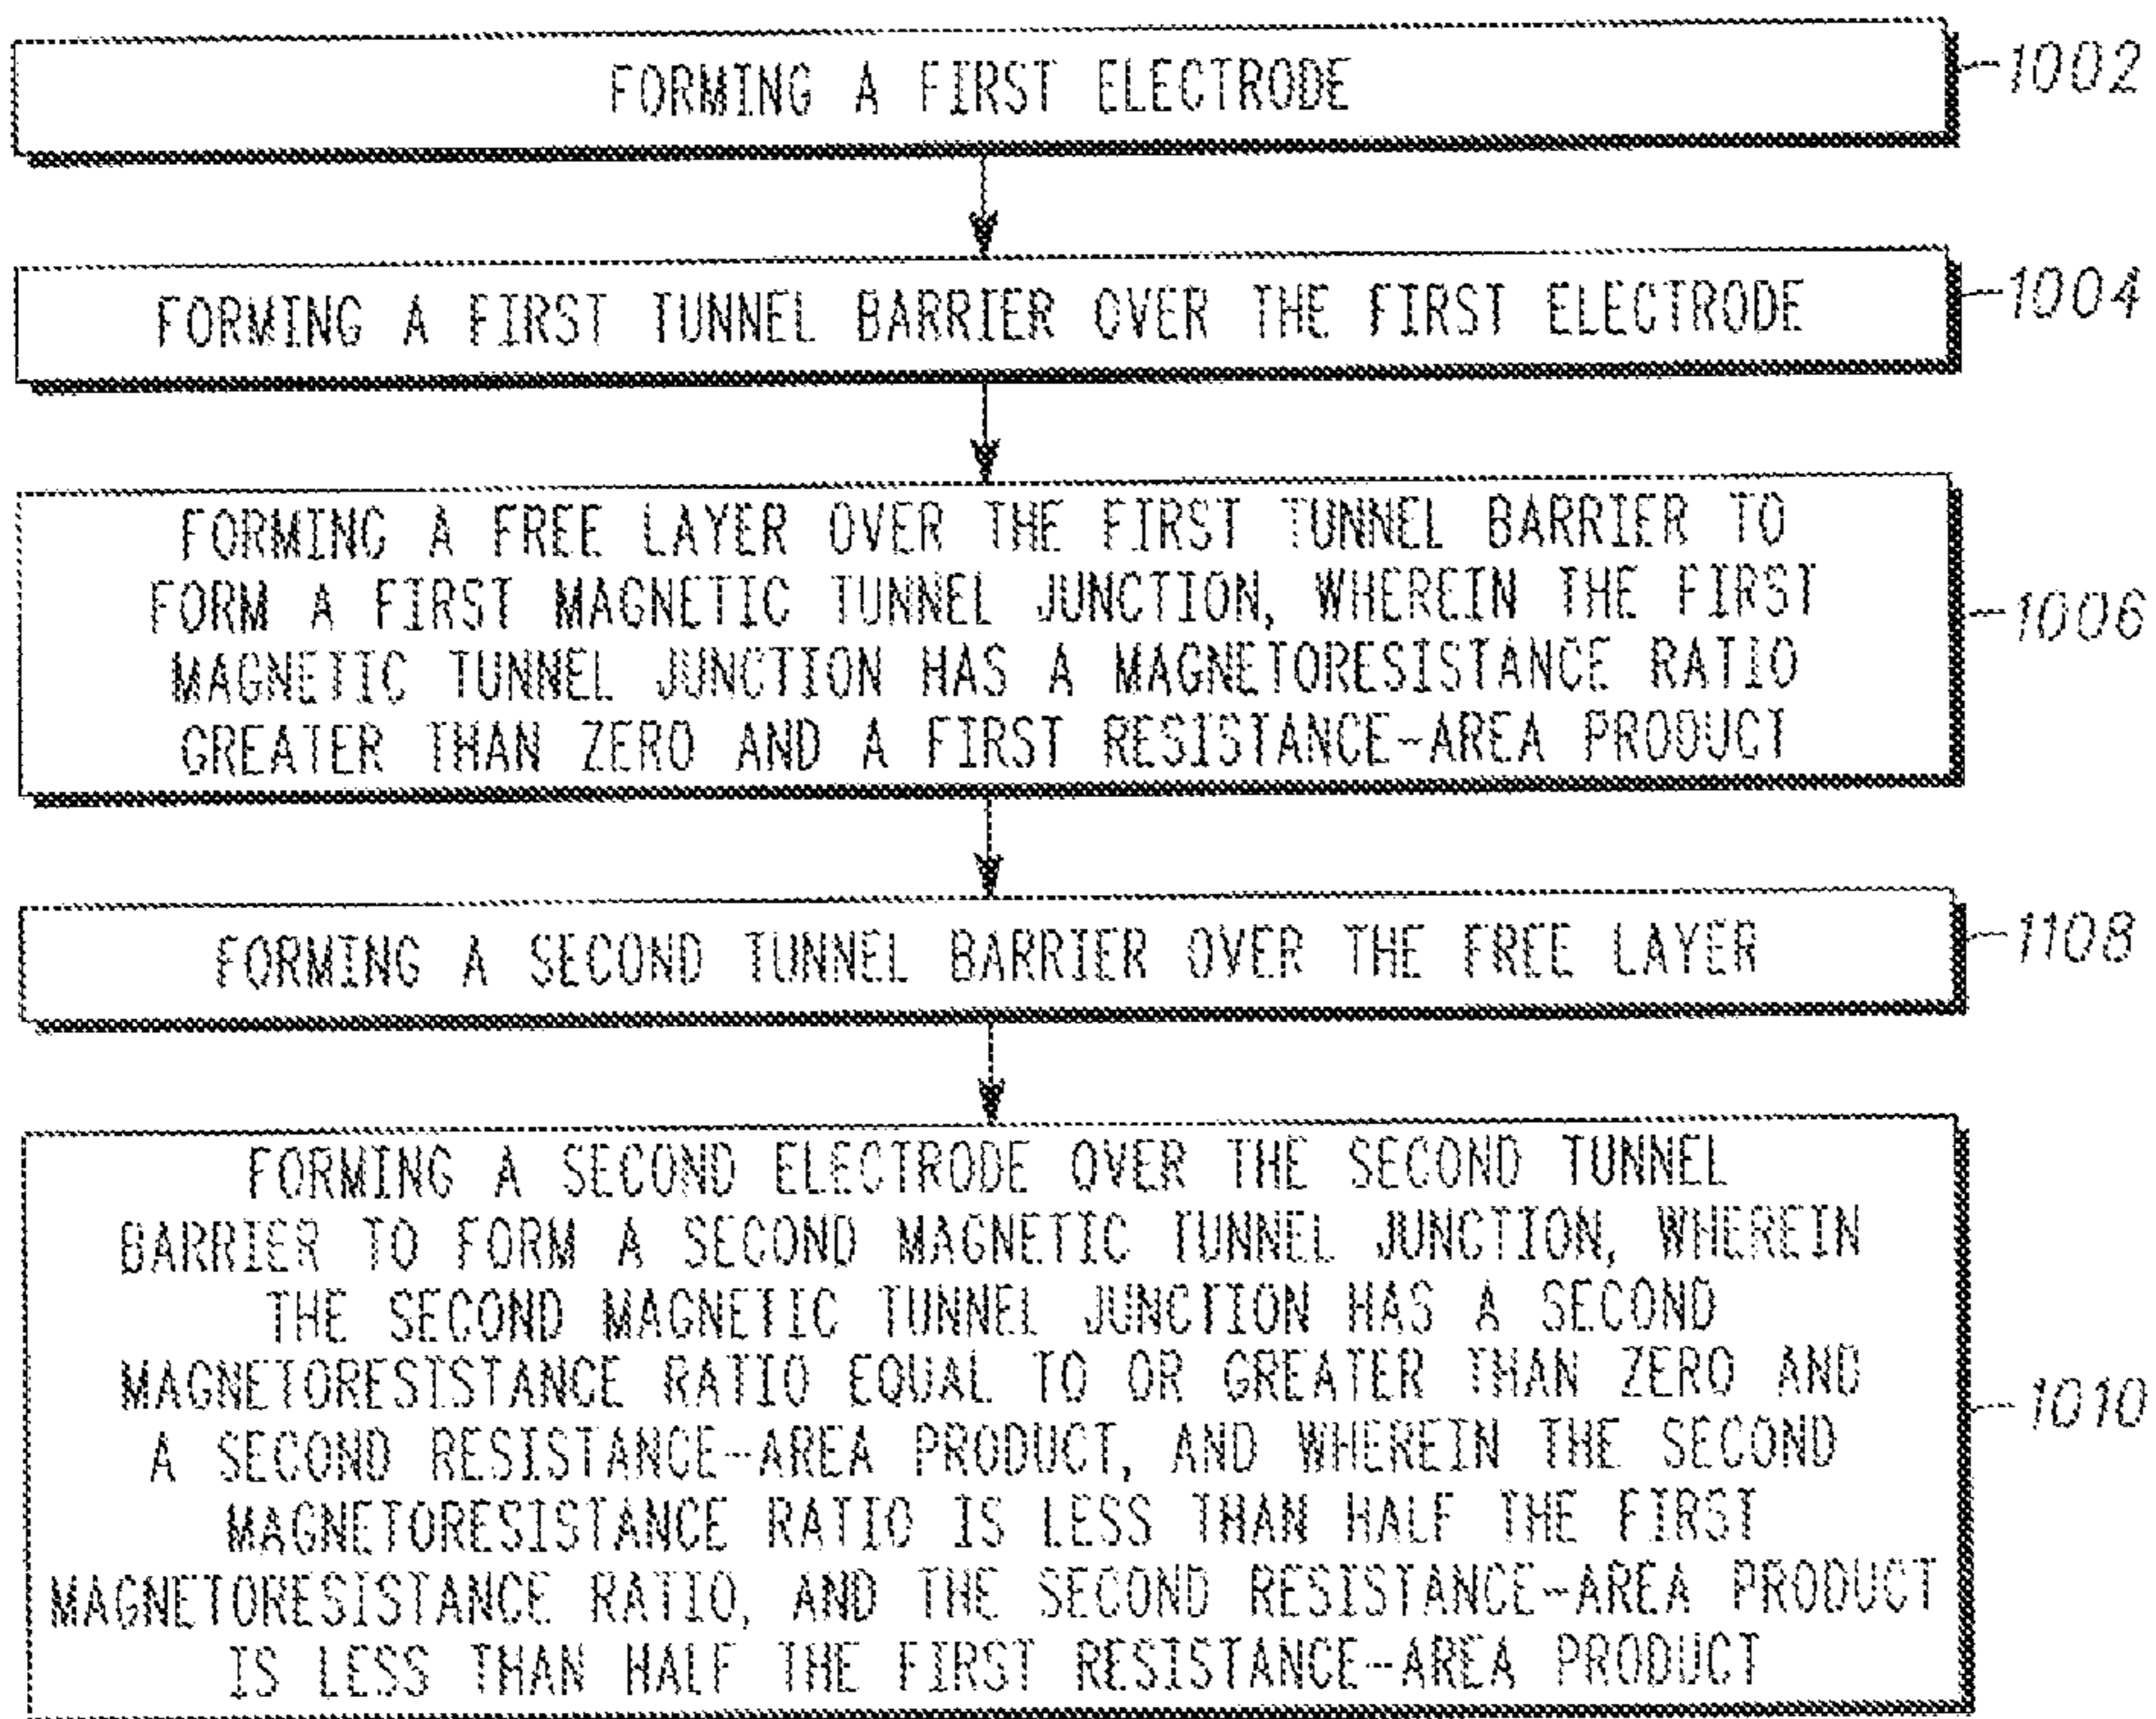 FORMING A FIRST ELECTRODE
1002
FORMING A FIRST TUNNEL BARRIER OVER THE FIRST ELECTRODE
1004
FORMING A FREE LAYER OVER THE FIRST TUNNEL BARRIER TO
FORM A FIRST MAGNETIC TUNNEL JUNCTION, WHEREIN THE FIRST
MAGNETIC TUNNEL JUNCTION HAS A MAGNETORESISTANCE RATIO
GREATER THAN ZERO AND A FIRST RESISTANCE-AREA PRODUCT
1006
FORMING A SECOND TUNNEL BARRIER OVER THE FREE LAYER
1108
FORMING A SECOND ELECTRODE OVER THE SECOND TUNNEL
BARRIER TO FORM A SECOND MAGNETIC TUNNEL JUNCTION, WHEREIN
THE SECOND MAGNETIC TUNNEL JUNCTION HAS A SECOND
MAGNETORESISTANCE RATIO EQUAL TO OR GREATER THAN ZERO AND
A SECOND RESISTANCE-AREA PRODUCT, AND WHEREIN THE SECOND
MAGNETORESISTANCE RATIO IS LESS THAN HALF THE FIRST
MAGNETORESISTANCE RATIO, AND THE SECOND RESISTANCE-AREA PRODUCT
IS LESS THAN HALF THE FIRST RESISTANCE-AREA PRODUCT
1010